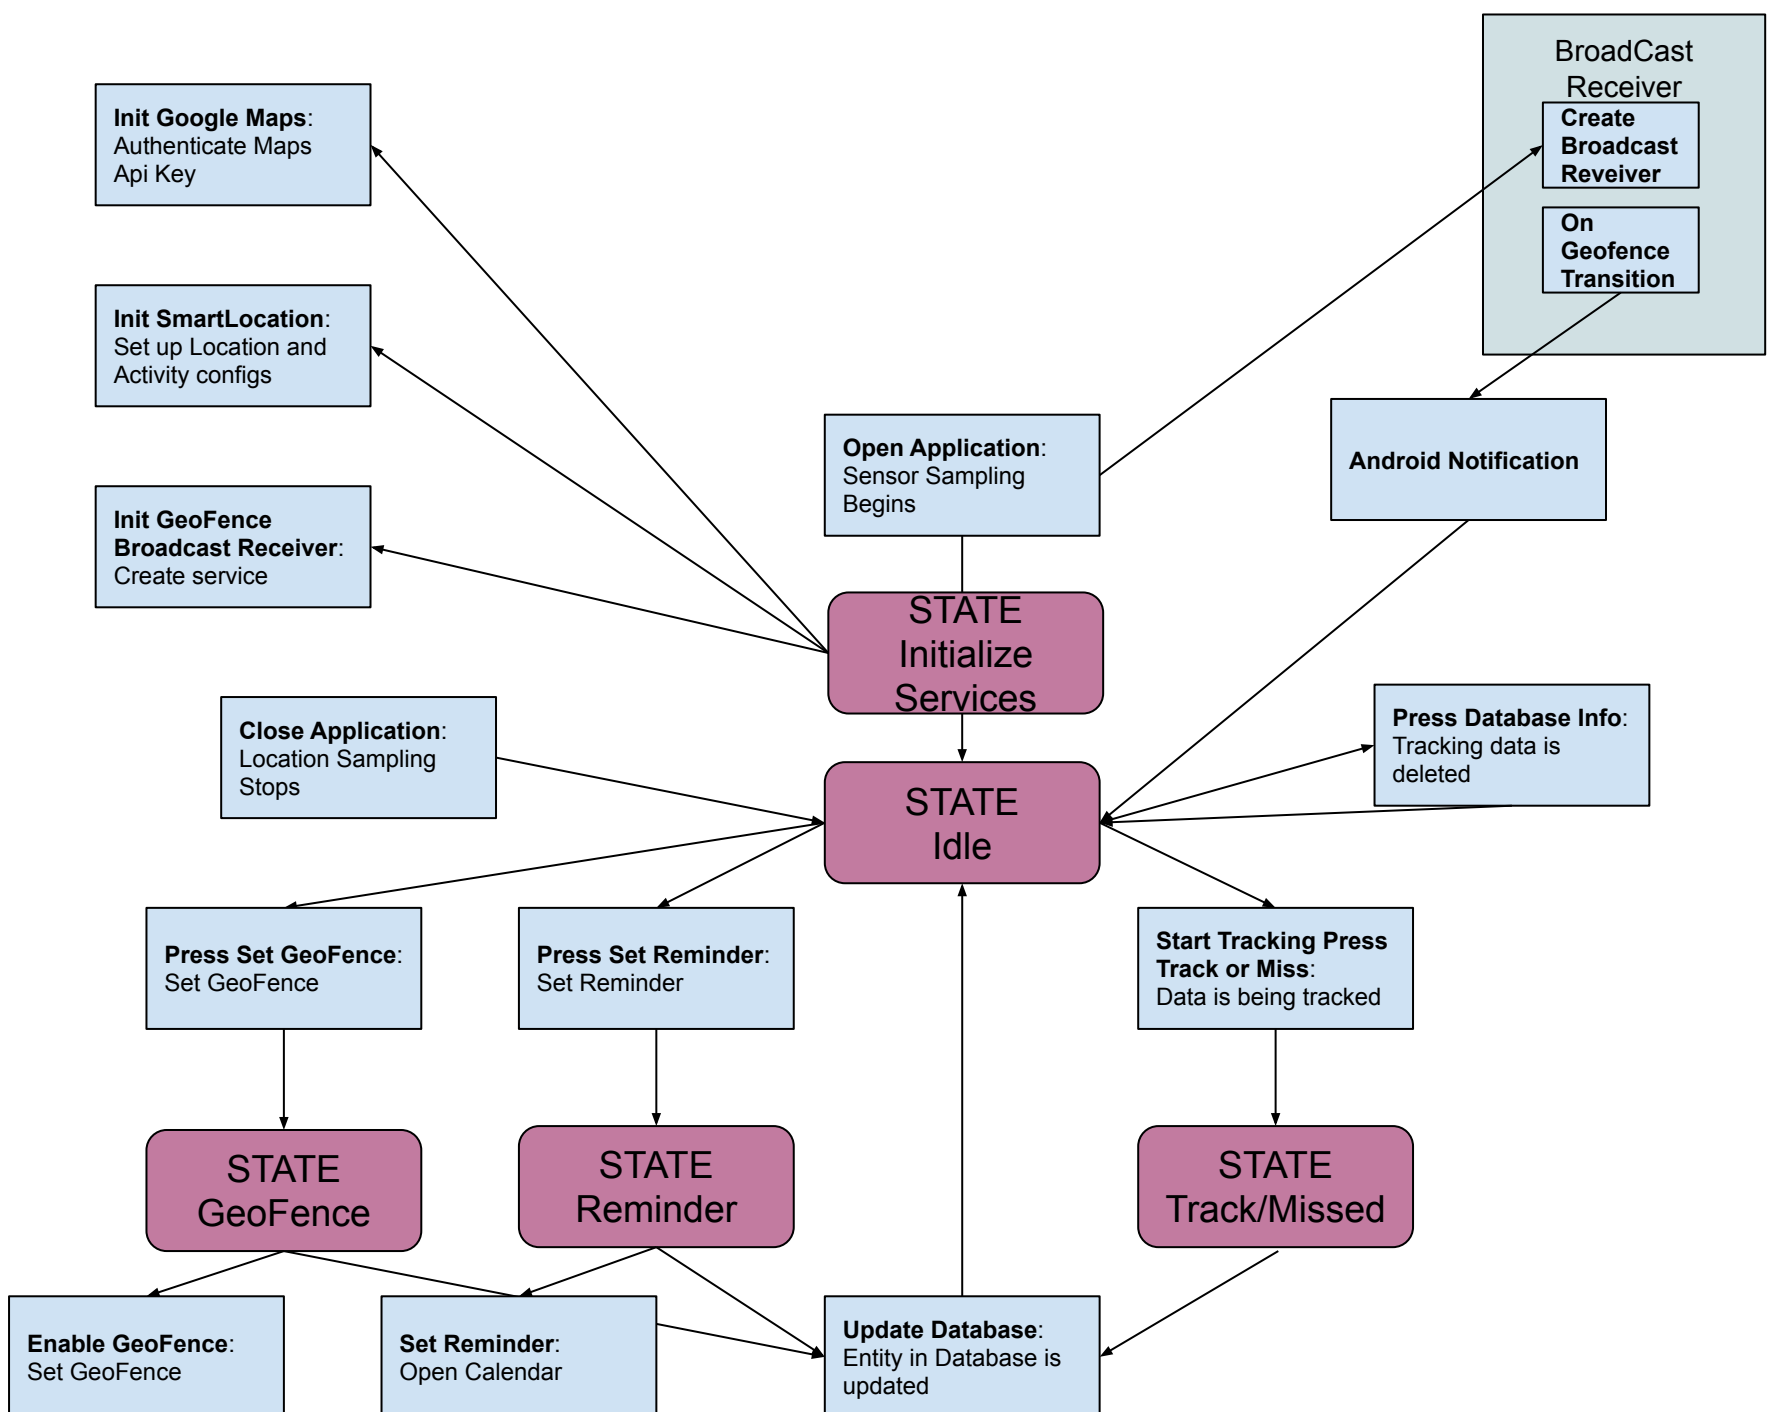 BroadCast
Receiver
Create
Broadcast
Reveiver
On
Geofence
Transition
Init Google Maps:
Authenticate Maps
Api Key
Init SmartLocation:
Set up Location and
Activity configs
Init GeoFence
Broadcast Receiver:
Create service
Open Application:
Sensor Sampling
Begins
Android Notification
STATE
Initialize
Services
Close Application:
Location Sampling
Stops
Press Database Info:
Tracking data is
deleted
STATE
Idle
Press Set GeoFence:
Set GeoFence
Press Set Reminder:
Set Reminder
Start Tracking Press
Track or Miss:
Data is being tracked
STATE
GeoFence
STATE
Reminder
STATE
Track/Missed
Enable GeoFence:
Set GeoFence
Set Reminder:
Open Calendar
Update Database:
Entity in Database is
updated